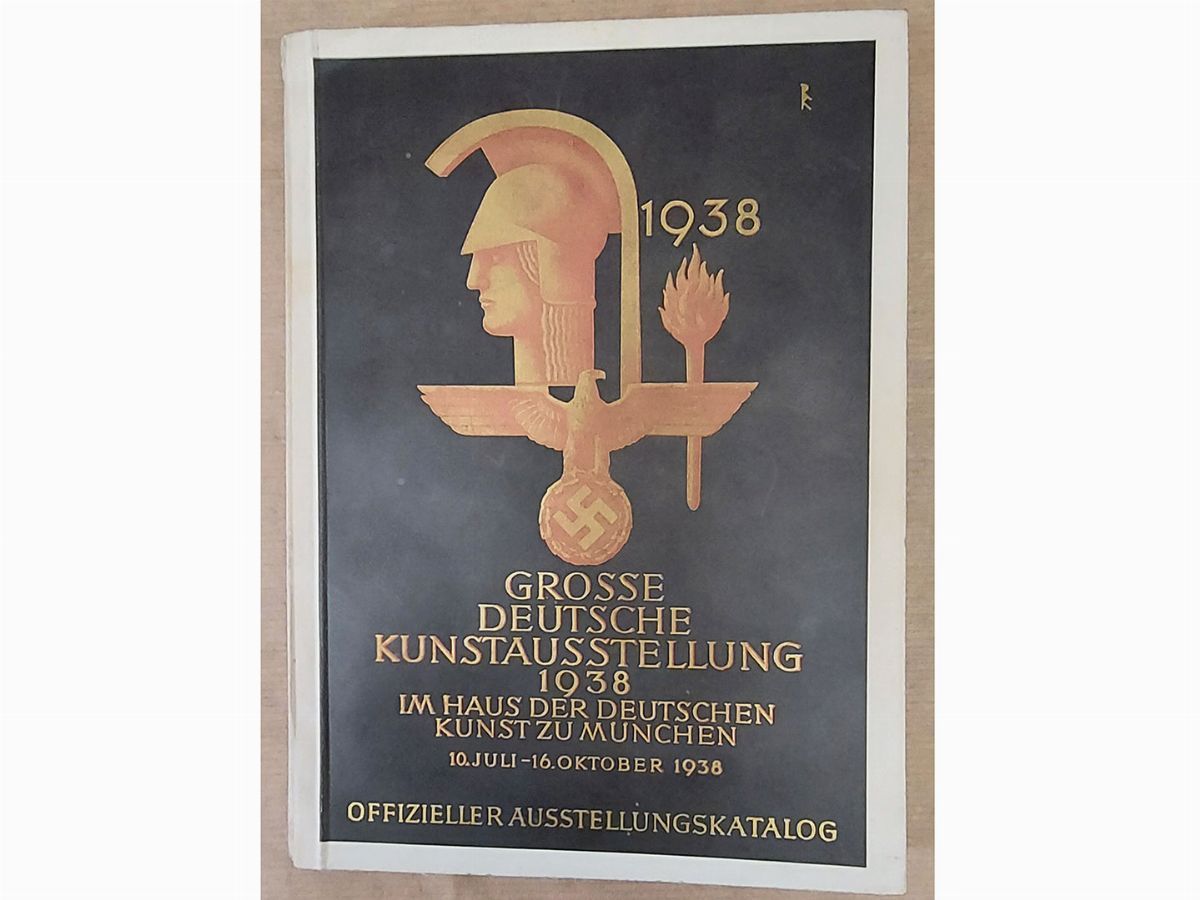 1938
GROSSE
DEUTSCHE
KUNSTAUSSTELLUNG
1938
IM HAUS DER DEUTSCHEN
KUNST ZU MÜNCHEN
10. JULI – 16. OKTOBER 1938
OFFIZIELLER AUSSTELLUNGSKATALOG